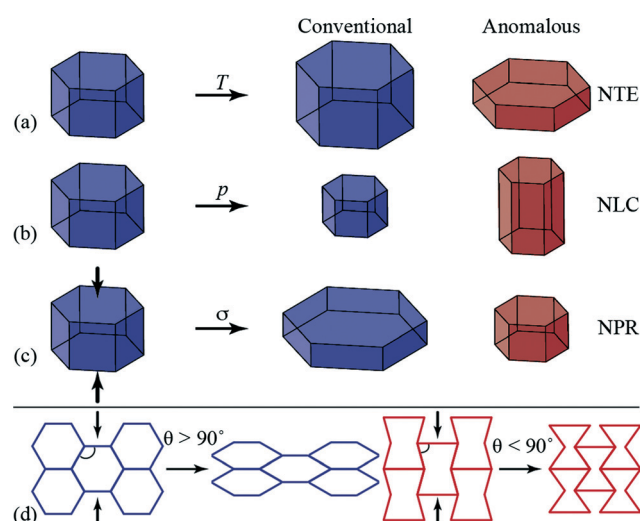 Conventional Anomalous
(a) T NTE
(b) p NLC
(c) σ NPR
(d) θ > 90° θ < 90°